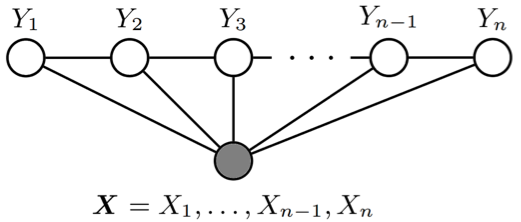 Y₁ Y₂ Y₃ · · · Yₙ₋₁ Yₙ
X = X₁, . . . , Xₙ₋₁, Xₙ